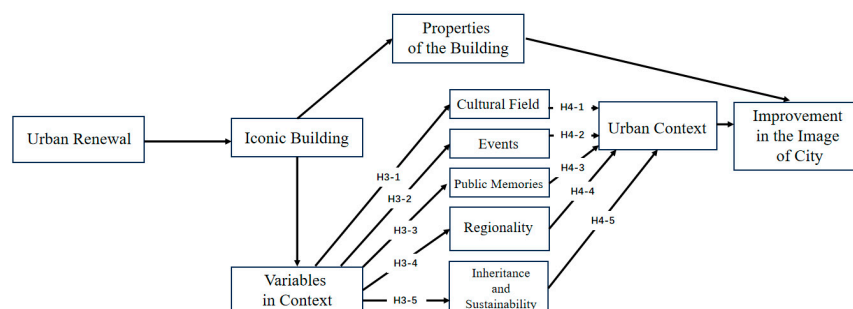 Properties
of the Building
Urban Renewal
Iconic Building
Cultural Field
H4-1
Urban Context
Improvement
in the Image
of City
Events
H4-2
H3-1
H4-3
Public Memories
H4-4
H3-2
Regionality
H3-3
H4-5
H3-4
Variables
in Context
H3-5
Inheritance
and
Sustainability